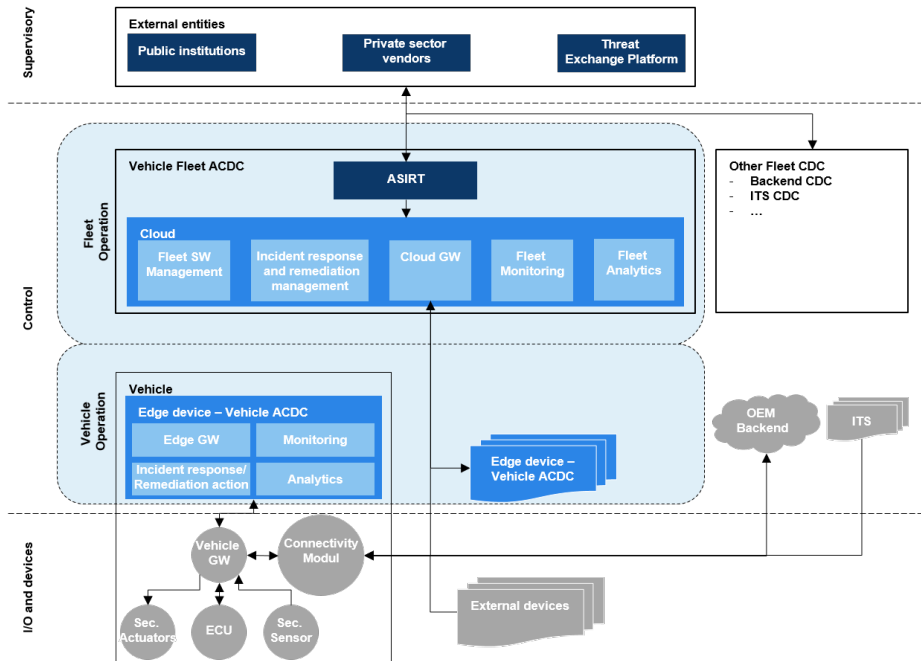 Supervisory
External entities
Public institutions
Private sector
vendors
Threat
Exchange Platform
Control
Fleet
Operation
Vehicle Fleet ACDC
ASIRT
Cloud
Fleet SW
Management
Incident response
and remediation
management
Cloud GW
Fleet
Monitoring
Fleet
Analytics
Other Fleet CDC
- Backend CDC
- ITS CDC
- ...
Vehicle
Operation
Vehicle
Edge device – Vehicle ACDC
Edge GW
Monitoring
Incident response/
Remediation action
Analytics
Edge device –
Vehicle ACDC
OEM
Backend
ITS
I/O and devices
Vehicle
GW
Connectivity
Modul
Sec.
Actuators
ECU
Sec.
Sensor
External devices